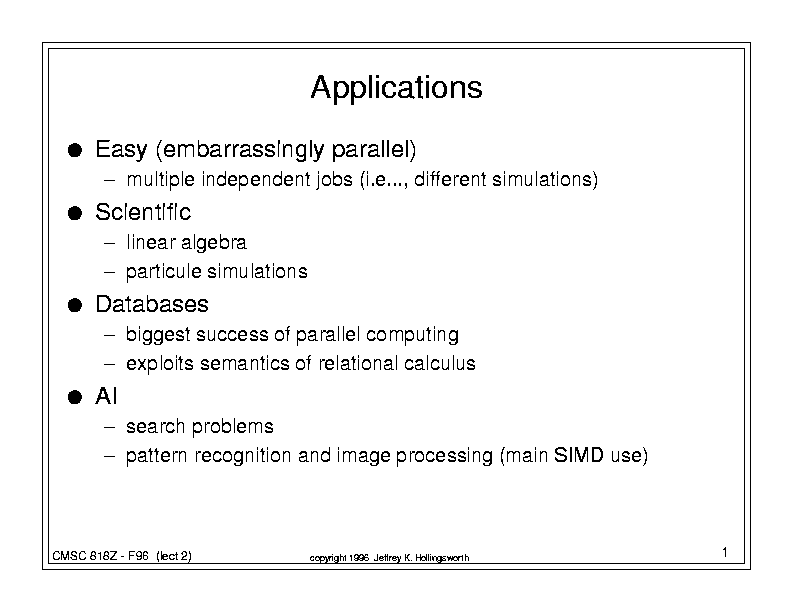 Applications
● Easy (embarrassingly parallel)
– multiple independent jobs (i.e..., different simulations)
● Scientific
– linear algebra
– particule simulations
● Databases
– biggest success of parallel computing
– exploits semantics of relational calculus
● AI
– search problems
– pattern recognition and image processing (main SIMD use)
CMSC 818Z - F96 (lect 2)
copyright 1996 Jeffrey K. Hollingsworth
1